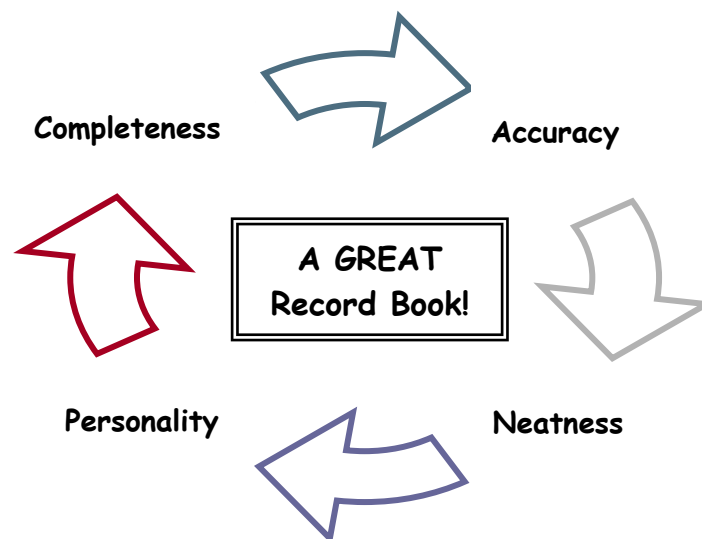 Completeness
Accuracy
A GREAT
Record Book!
Personality
Neatness